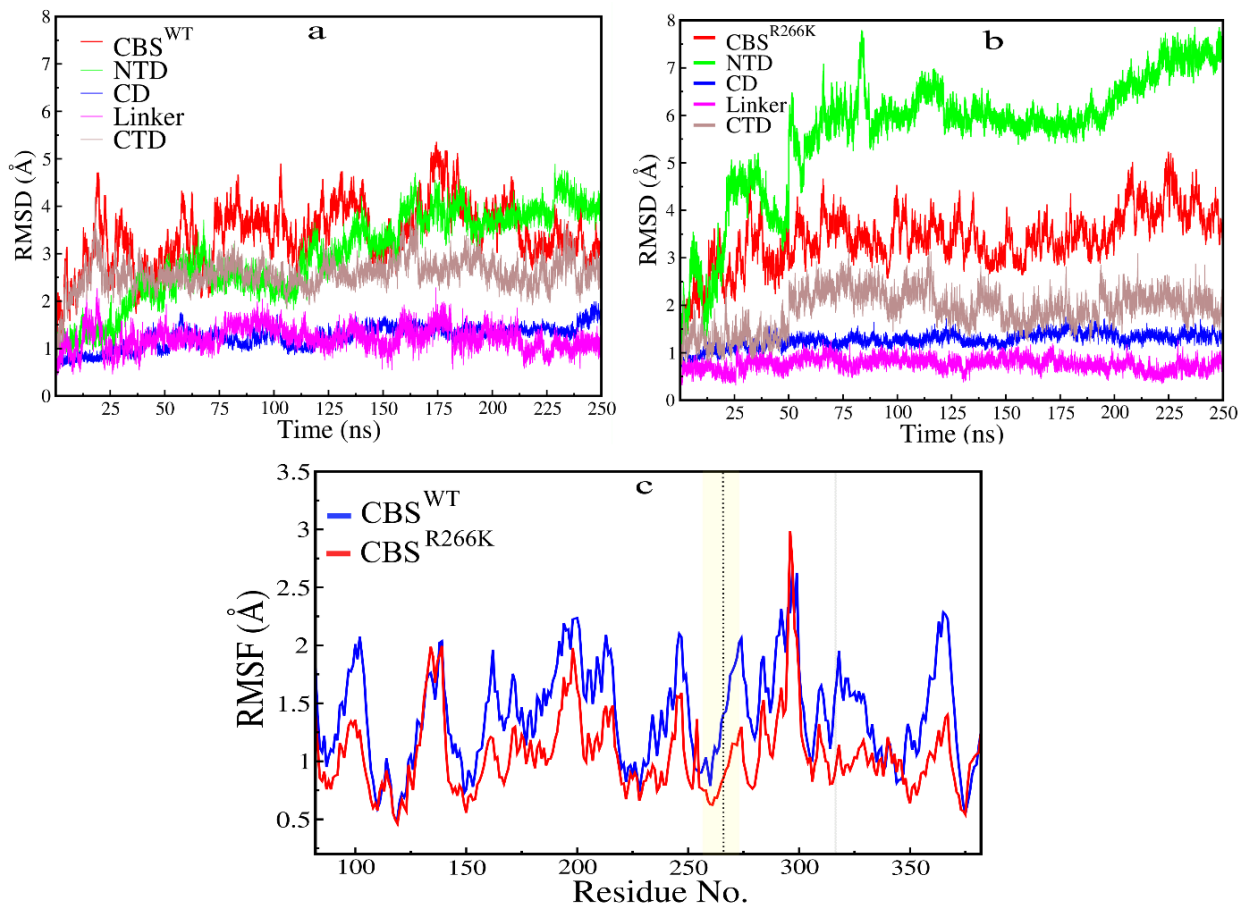 a
CBS^WT
NTD
CD
Linker
CTD
RMSD (Å)
8
7
6
5
4
3
2
1
0
25 50 75 100 125 150 175 200 225 250
Time (ns)
b
CBS^R266K
NTD
CD
Linker
CTD
RMSD (Å)
8
7
6
5
4
3
2
1
0
25 50 75 100 125 150 175 200 225 250
Time (ns)
c
CBS^WT
CBS^R266K
RMSF (Å)
3.5
3
2.5
2
1.5
1
0.5
100 150 200 250 300 350
Residue No.